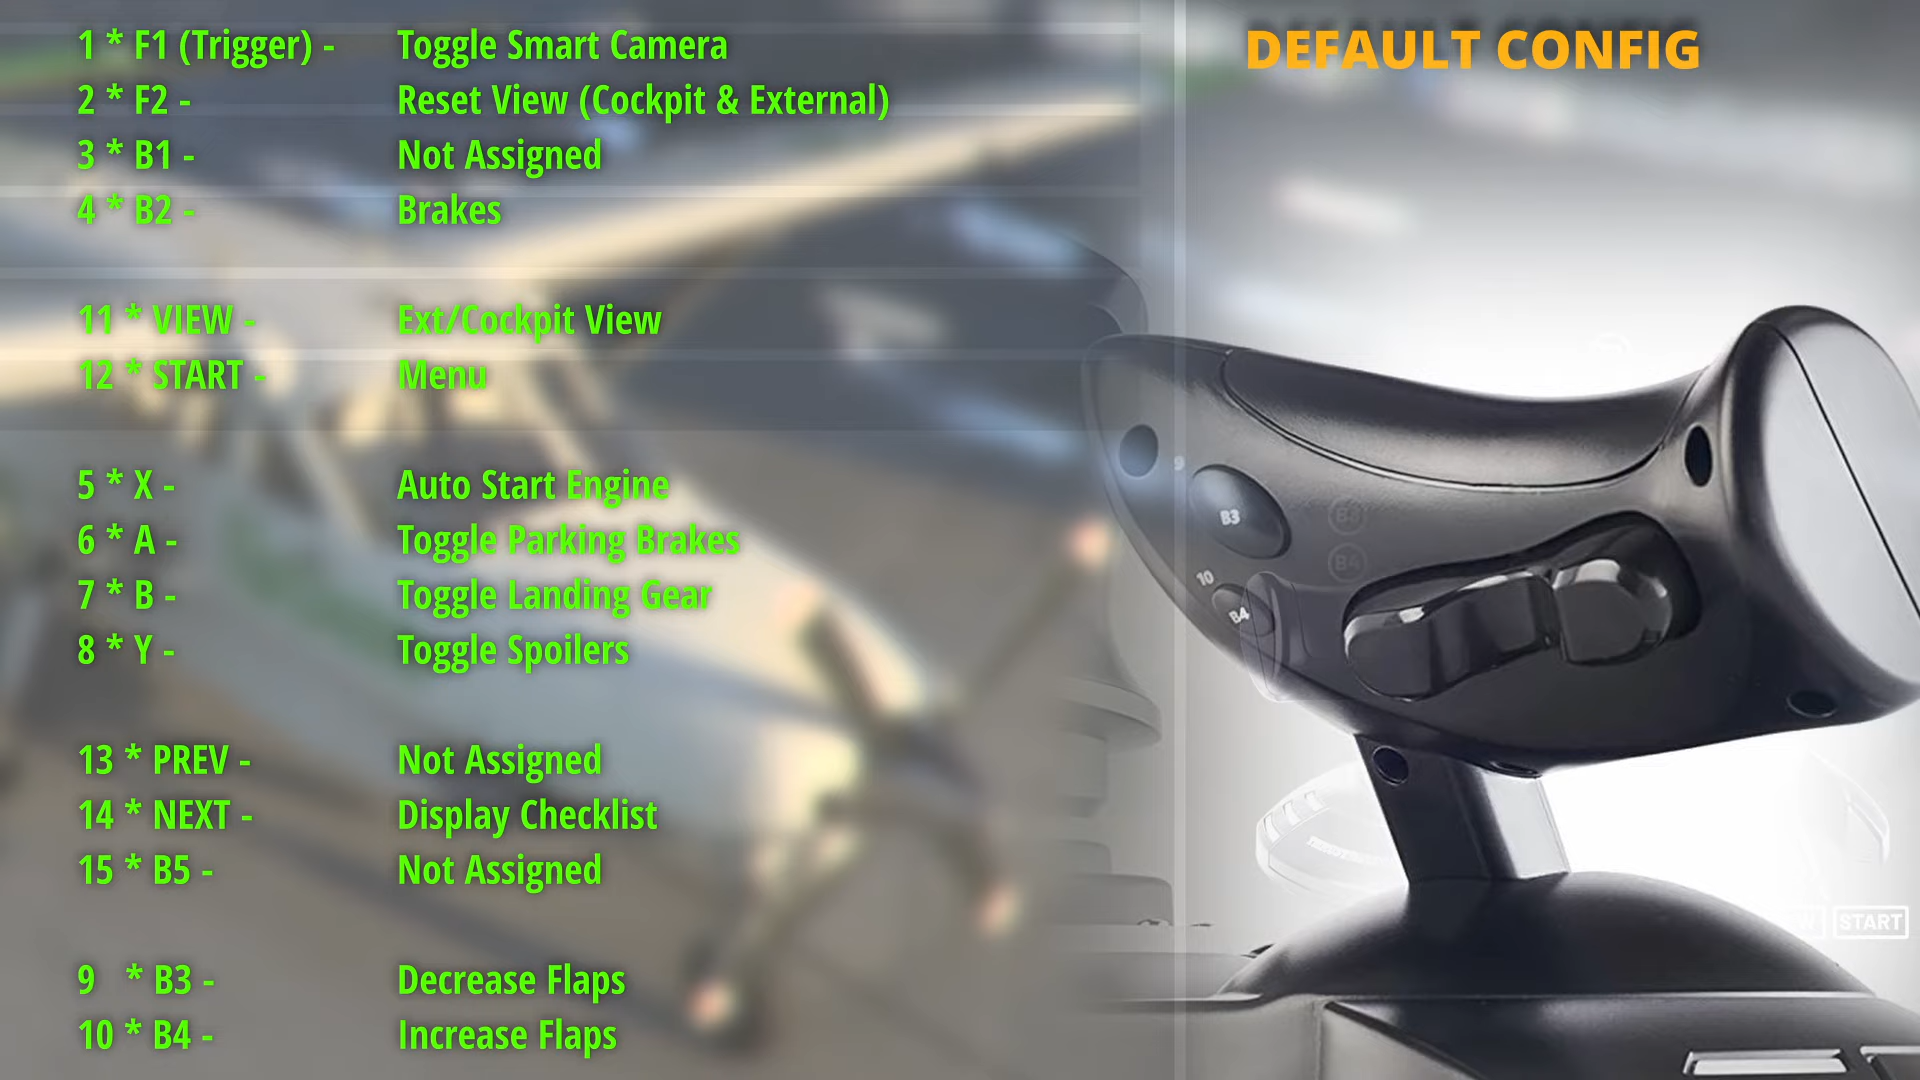 DEFAULT CONFIG
1 * F1 (Trigger) - Toggle Smart Camera
2 * F2 - Reset View (Cockpit & External)
3 * B1 - Not Assigned
4 * B2 - Brakes
11 * VIEW - Ext/Cockpit View
12 * START - Menu
5 * X - Auto Start Engine
6 * A - Toggle Parking Brakes
7 * B - Toggle Landing Gear
8 * Y - Toggle Spoilers
13 * PREV - Not Assigned
14 * NEXT - Display Checklist
15 * B5 - Not Assigned
9 * B3 - Decrease Flaps
10 * B4 - Increase Flaps
9
B3
B3
B4
10
B4
START